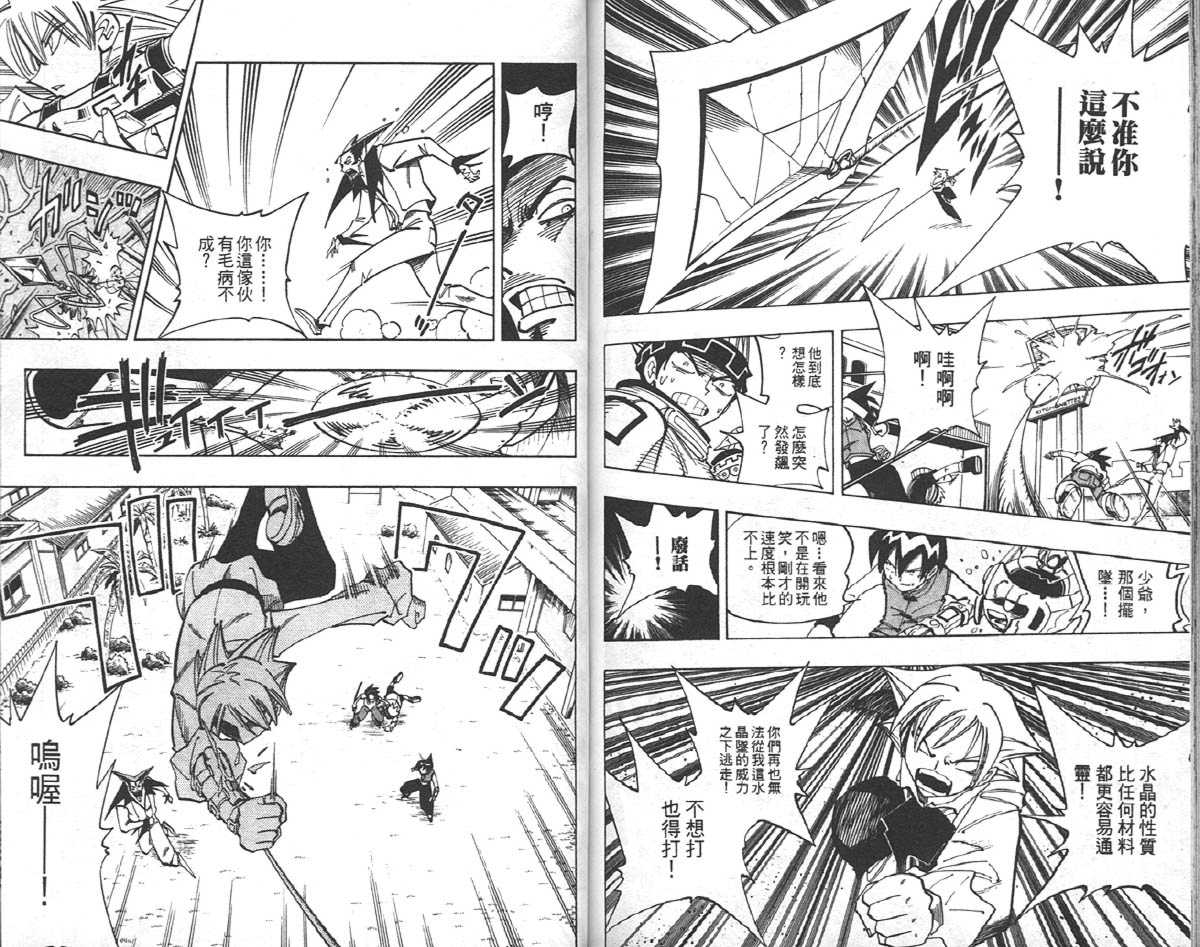 不准你
這麼說
——！
哇啊啊
啊！
他到底
想怎樣
？
怎麼突
然發飆
了？
少爺，
那個擺
墜…！
嗯…看來他
不是在開玩
笑，剛才的
速度根本比
不上。
廢話
——！
水晶的性質
比任何材料
都更容易通
靈！
你們再也無
法從我這水
晶墜的威力
之下逃走！
不想打
也得打！
哼！
你……！
你這傢伙
有毛病不
成？
嗚喔
———！